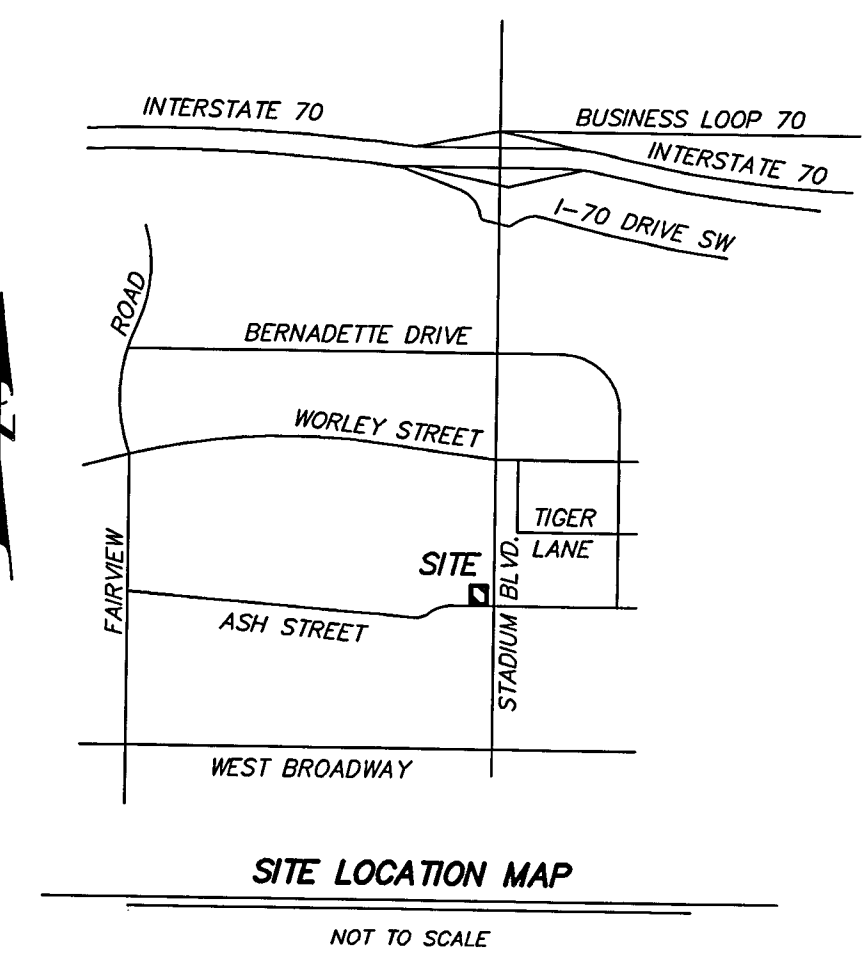 INTERSTATE 70
BUSINESS LOOP 70
INTERSTATE 70
I-70 DRIVE SW
ROAD
BERNADETTE DRIVE
WORLEY STREET
TIGER
LANE
SITE
STADIUM BLVD.
FAIRVIEW
ASH STREET
WEST BROADWAY
SITE LOCATION MAP
NOT TO SCALE